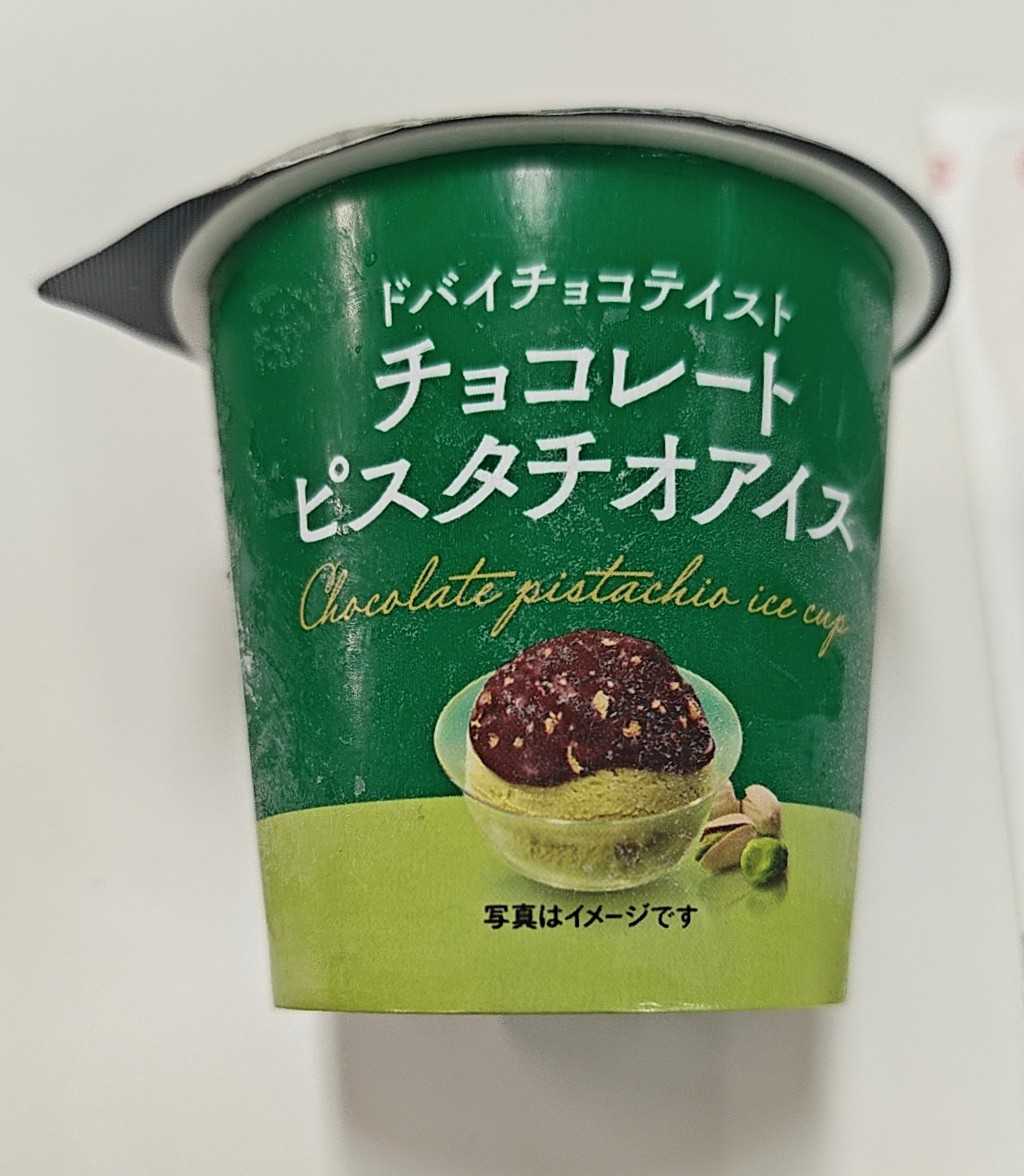 ドバイチョコテイスト
チョコレート
ピスタチオアイス
Chocolate pistachio ice cup
写真はイメージです